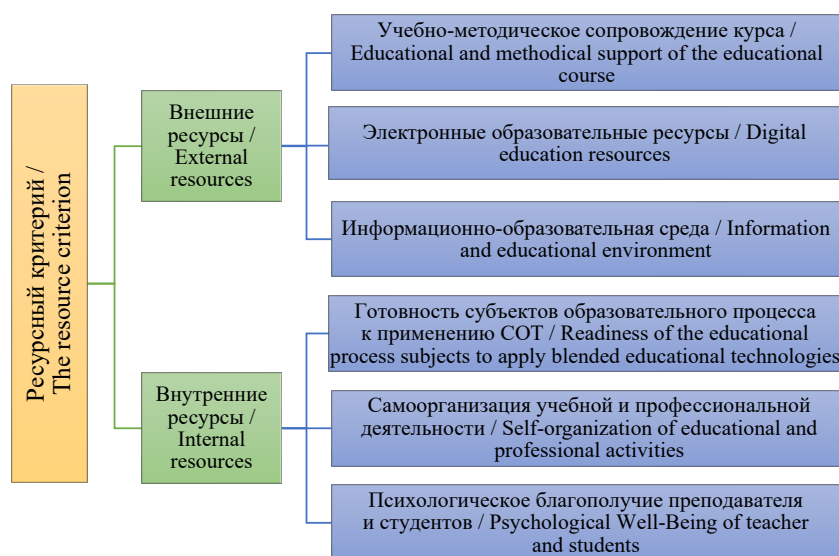 Ресурсный критерий /
The resource criterion
Внешние
ресурсы /
External
resources
Учебно-методическое сопровождение курса /
Educational and methodical support of the educational
course
Электронные образовательные ресурсы / Digital
education resources
Информационно-образовательная среда / Information
and educational environment
Внутренние
ресурсы /
Internal
resources
Готовность субъектов образовательного процесса
к применению СОТ / Readiness of the educational
process subjects to apply blended educational technologies
Самоорганизация учебной и профессиональной
деятельности / Self-organization of educational and
professional activities
Психологическое благополучие преподавателя
и студентов / Psychological Well-Being of teacher
and students